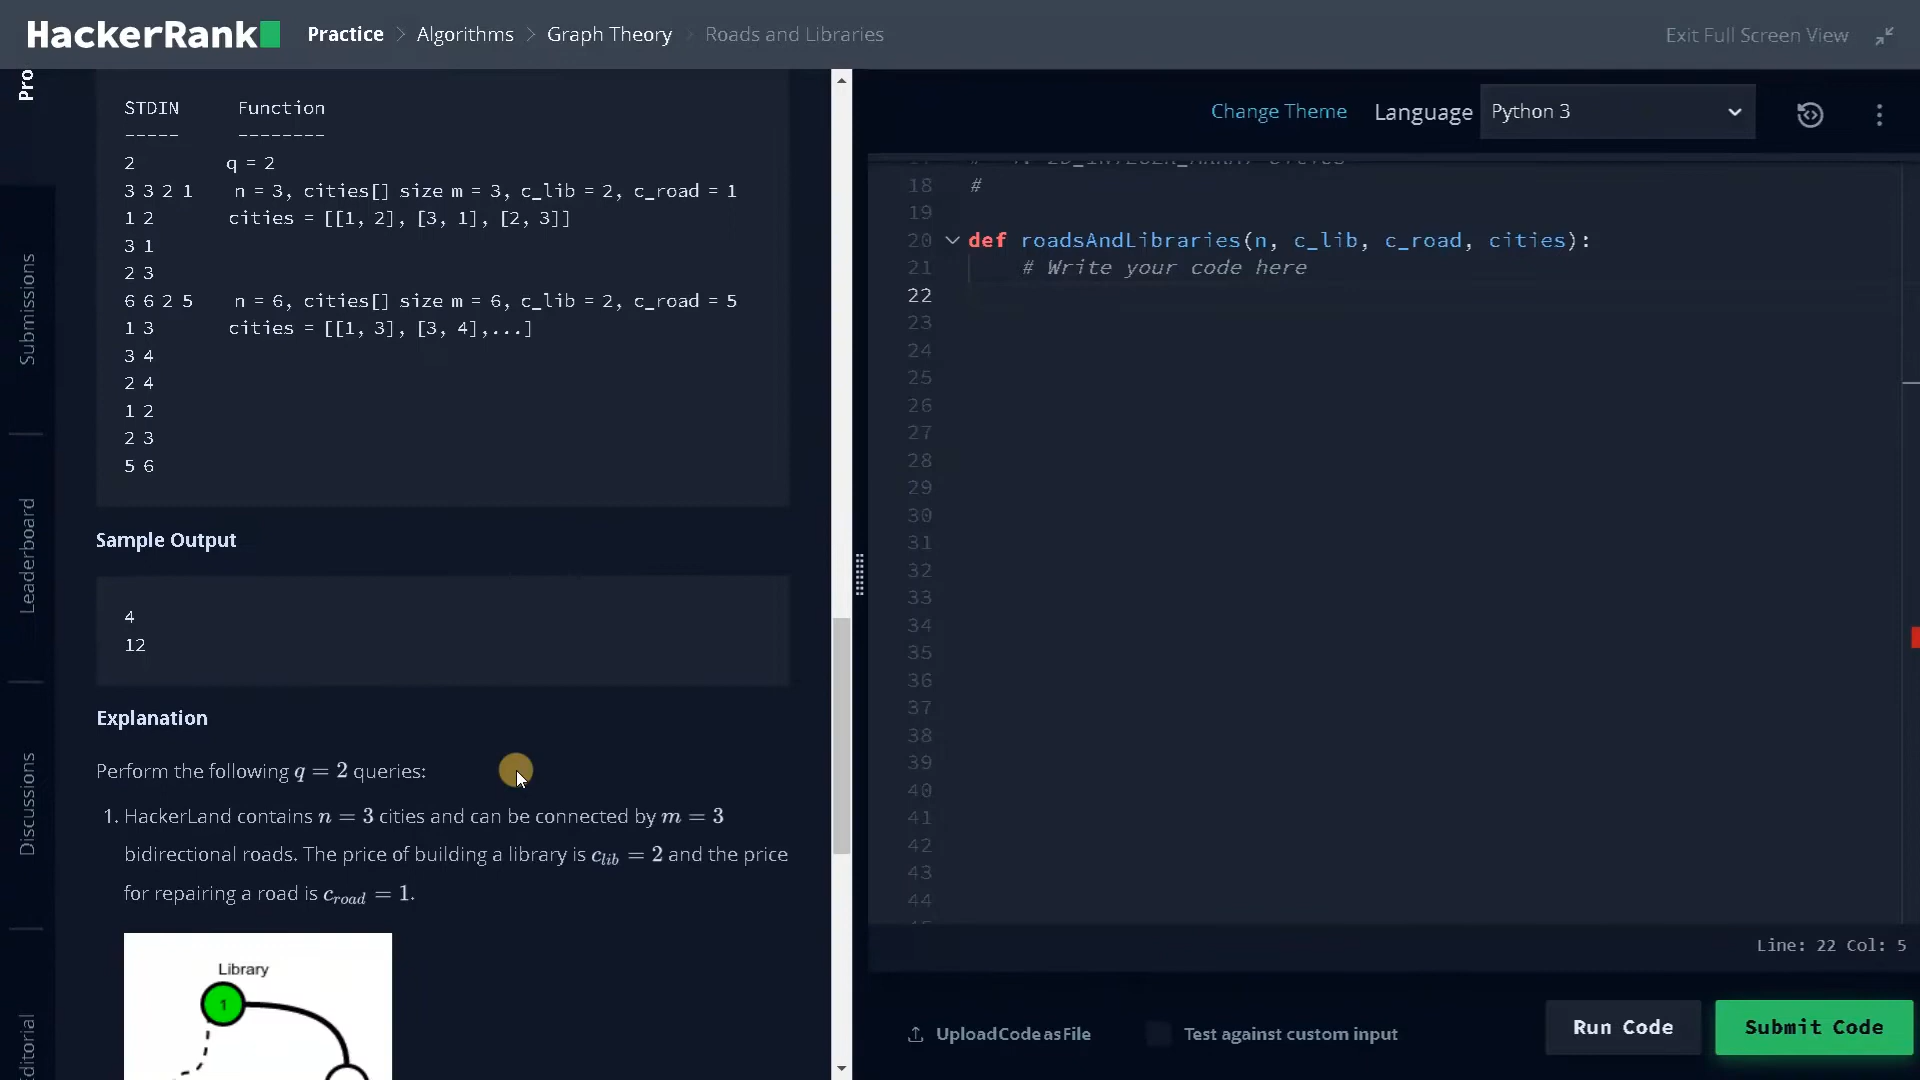 HackerRank
Practice > Algorithms > Graph Theory > Roads and Libraries
Exit Full Screen View
Pro
Submissions
Leaderboard
Discussions
Editorial
STDIN Function
----- --------
2 q = 2
3 3 2 1 n = 3, cities[] size m = 3, c_lib = 2, c_road = 1
1 2 cities = [[1, 2], [3, 1], [2, 3]]
3 1
2 3
6 6 2 5 n = 6, cities[] size m = 6, c_lib = 2, c_road = 5
1 3 cities = [[1, 3], [3, 4],...]
3 4
2 4
1 2
2 3
5 6
Sample Output
4
12
Explanation
Perform the following q = 2 queries:
1. HackerLand contains n = 3 cities and can be connected by m = 3
bidirectional roads. The price of building a library is c_lib = 2 and the price
for repairing a road is c_road = 1.
Library
1
Change Theme Language Python 3
18 #
19
20 def roadsAndLibraries(n, c_lib, c_road, cities):
21 # Write your code here
22
23
24
25
26
27
28
29
30
31
32
33
34
35
36
37
38
39
40
41
42
43
44
Line: 22 Col: 5
Upload Code as File Test against custom input Run Code Submit Code